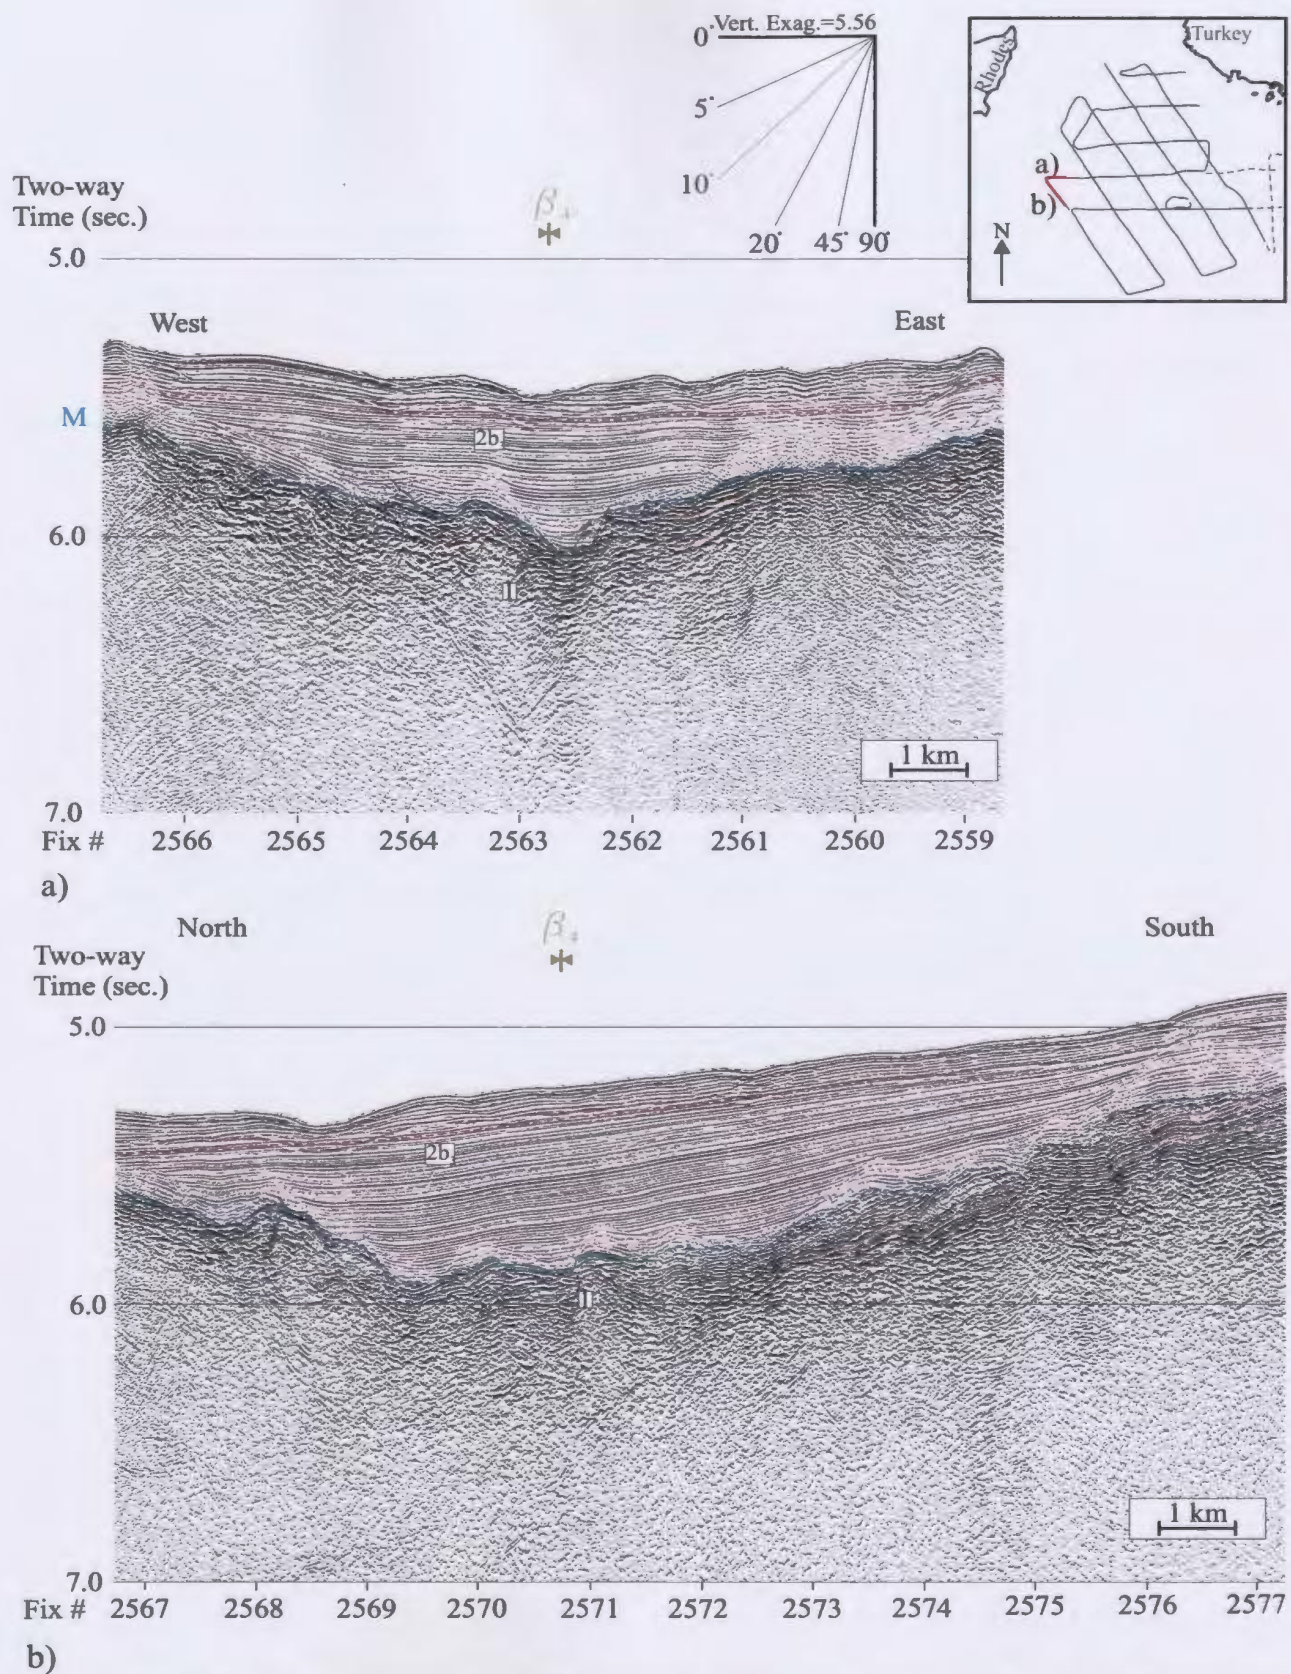 0° Vert. Exag.=5.56
5°
10°
20° 45° 90°
Rhodes
Turkey
a)
b)
N
Two-way
Time (sec.)
β
5.0
West East
M
2b
6.0
1
1 km
7.0
Fix # 2566 2565 2564 2563 2562 2561 2560 2559
a)
North β South
Two-way
Time (sec.)
5.0
2b
6.0
1
1 km
7.0
Fix # 2567 2568 2569 2570 2571 2572 2573 2574 2575 2576 2577
b)